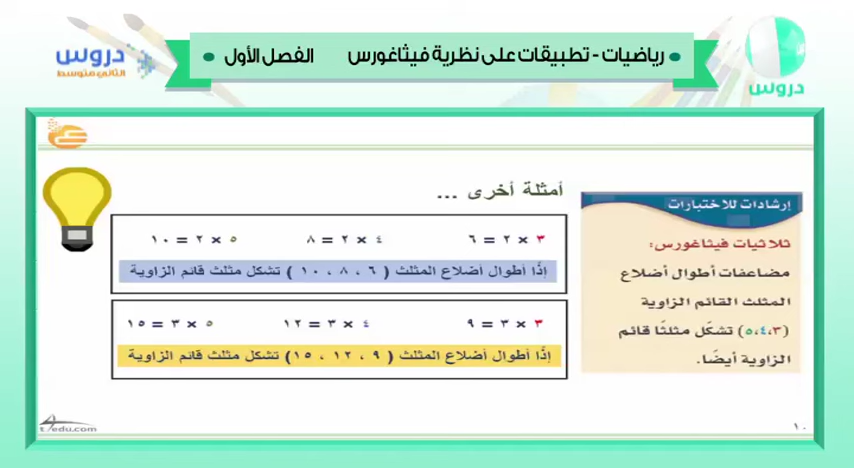 رياضيات - تطبيقات على نظرية فيثاغورس
الفصل الأول
دروس
الثاني متوسط
دروس
أمثلة أخرى ...
٣ × ٢ = ٦
٤ × ٢ = ٨
٥ × ٢ = ١٠
إذًا أطوال أضلاع المثلث ( ٦ ، ٨ ، ١٠ ) تشكل مثلث قائم الزاوية
٣ × ٣ = ٩
٤ × ٣ = ١٢
٥ × ٣ = ١٥
إذًا أطوال أضلاع المثلث ( ٩ ، ١٢ ، ١٥ ) تشكل مثلث قائم الزاوية
إرشادات للاختبارات
ثلاثيات فيثاغورس:
مضاعفات أطوال أضلاع
المثلث القائم الزاوية
(٣،٤،٥) تشكّل مثلثًا قائم
الزاوية أيضًا.
t4edu.com
١٠